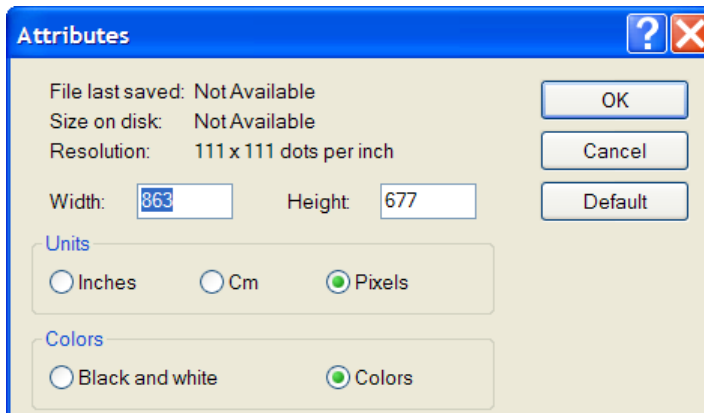 Attributes ?
File last saved: Not Available
Size on disk: Not Available
Resolution: 111 x 111 dots per inch
OK
Cancel
Default
Width: 863 Height: 677
Units
Inches Cm Pixels
Colors
Black and white Colors